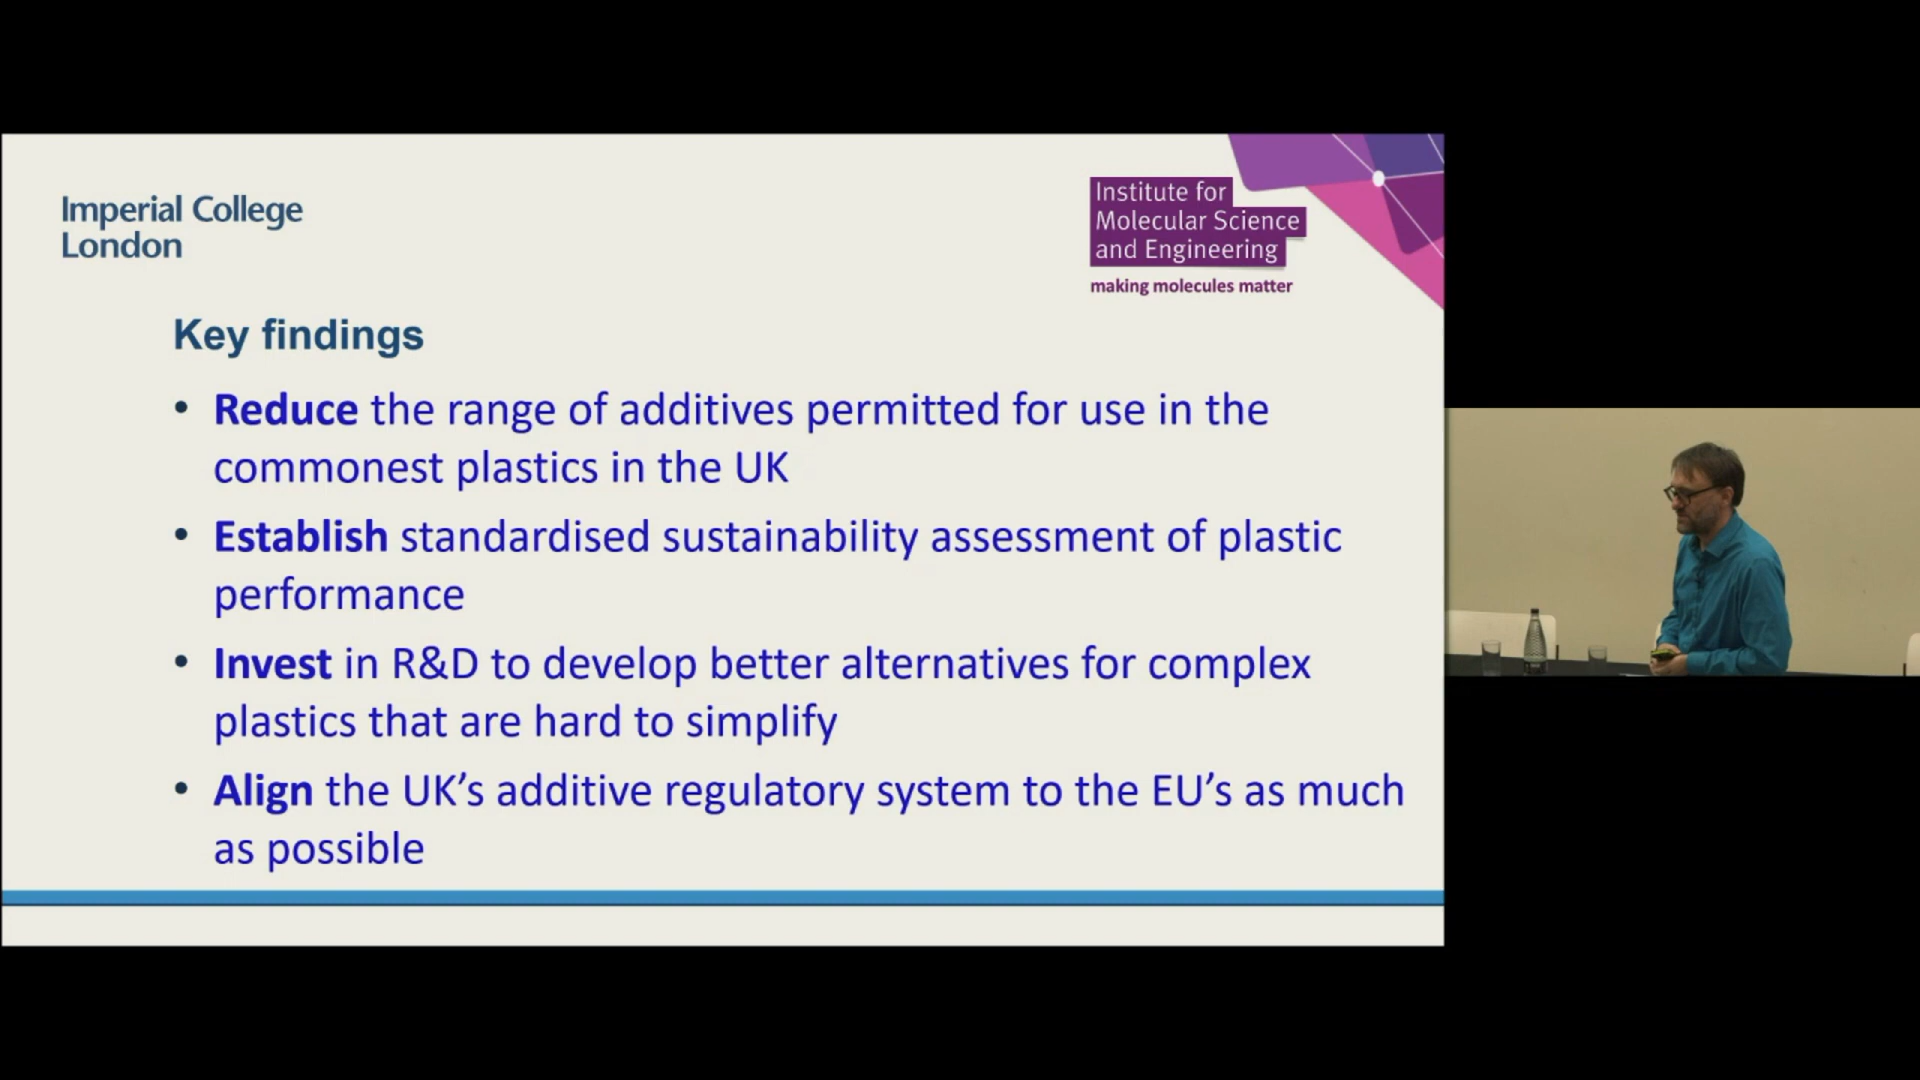 Imperial College
London
Institute for
Molecular Science
and Engineering
making molecules matter
Key findings
• Reduce the range of additives permitted for use in the
commonest plastics in the UK
• Establish standardised sustainability assessment of plastic
performance
• Invest in R&D to develop better alternatives for complex
plastics that are hard to simplify
• Align the UK’s additive regulatory system to the EU’s as much
as possible